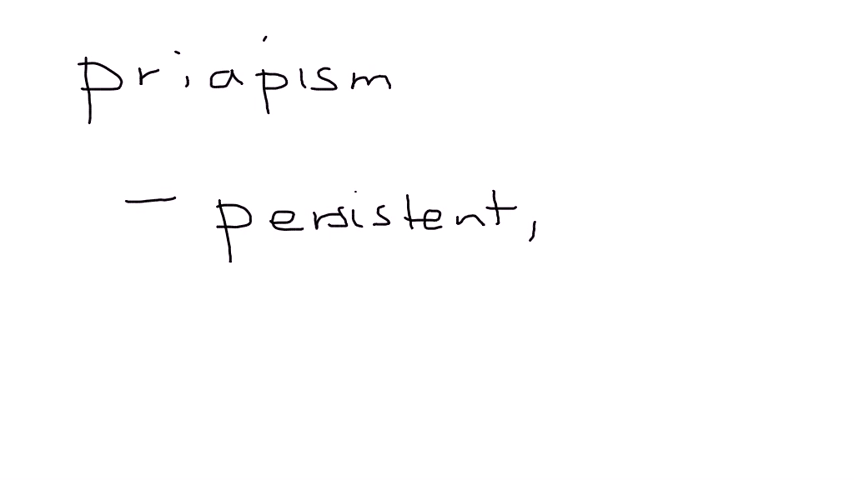 priapism
— persistent,